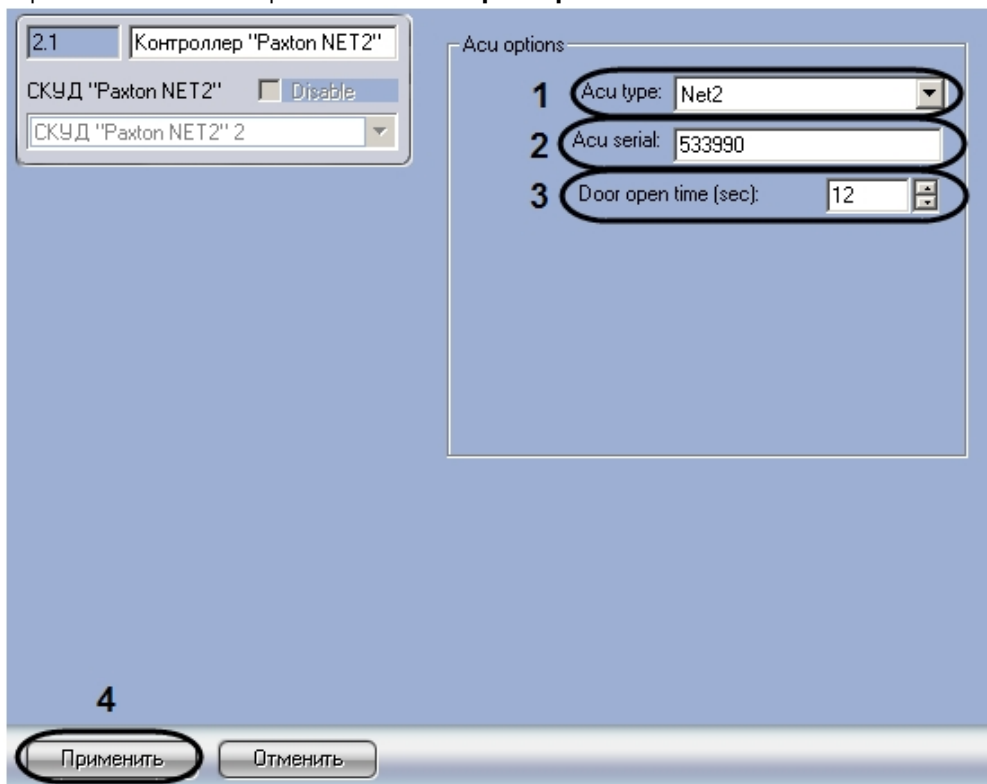 2.1 Контроллер "Paxton NET2"
СКУД "Paxton NET2" Disable
СКУД "Paxton NET2" 2
Acu options
1 Acu type: Net2
2 Acu serial: 533990
3 Door open time (sec): 12
4
Применить Отменить